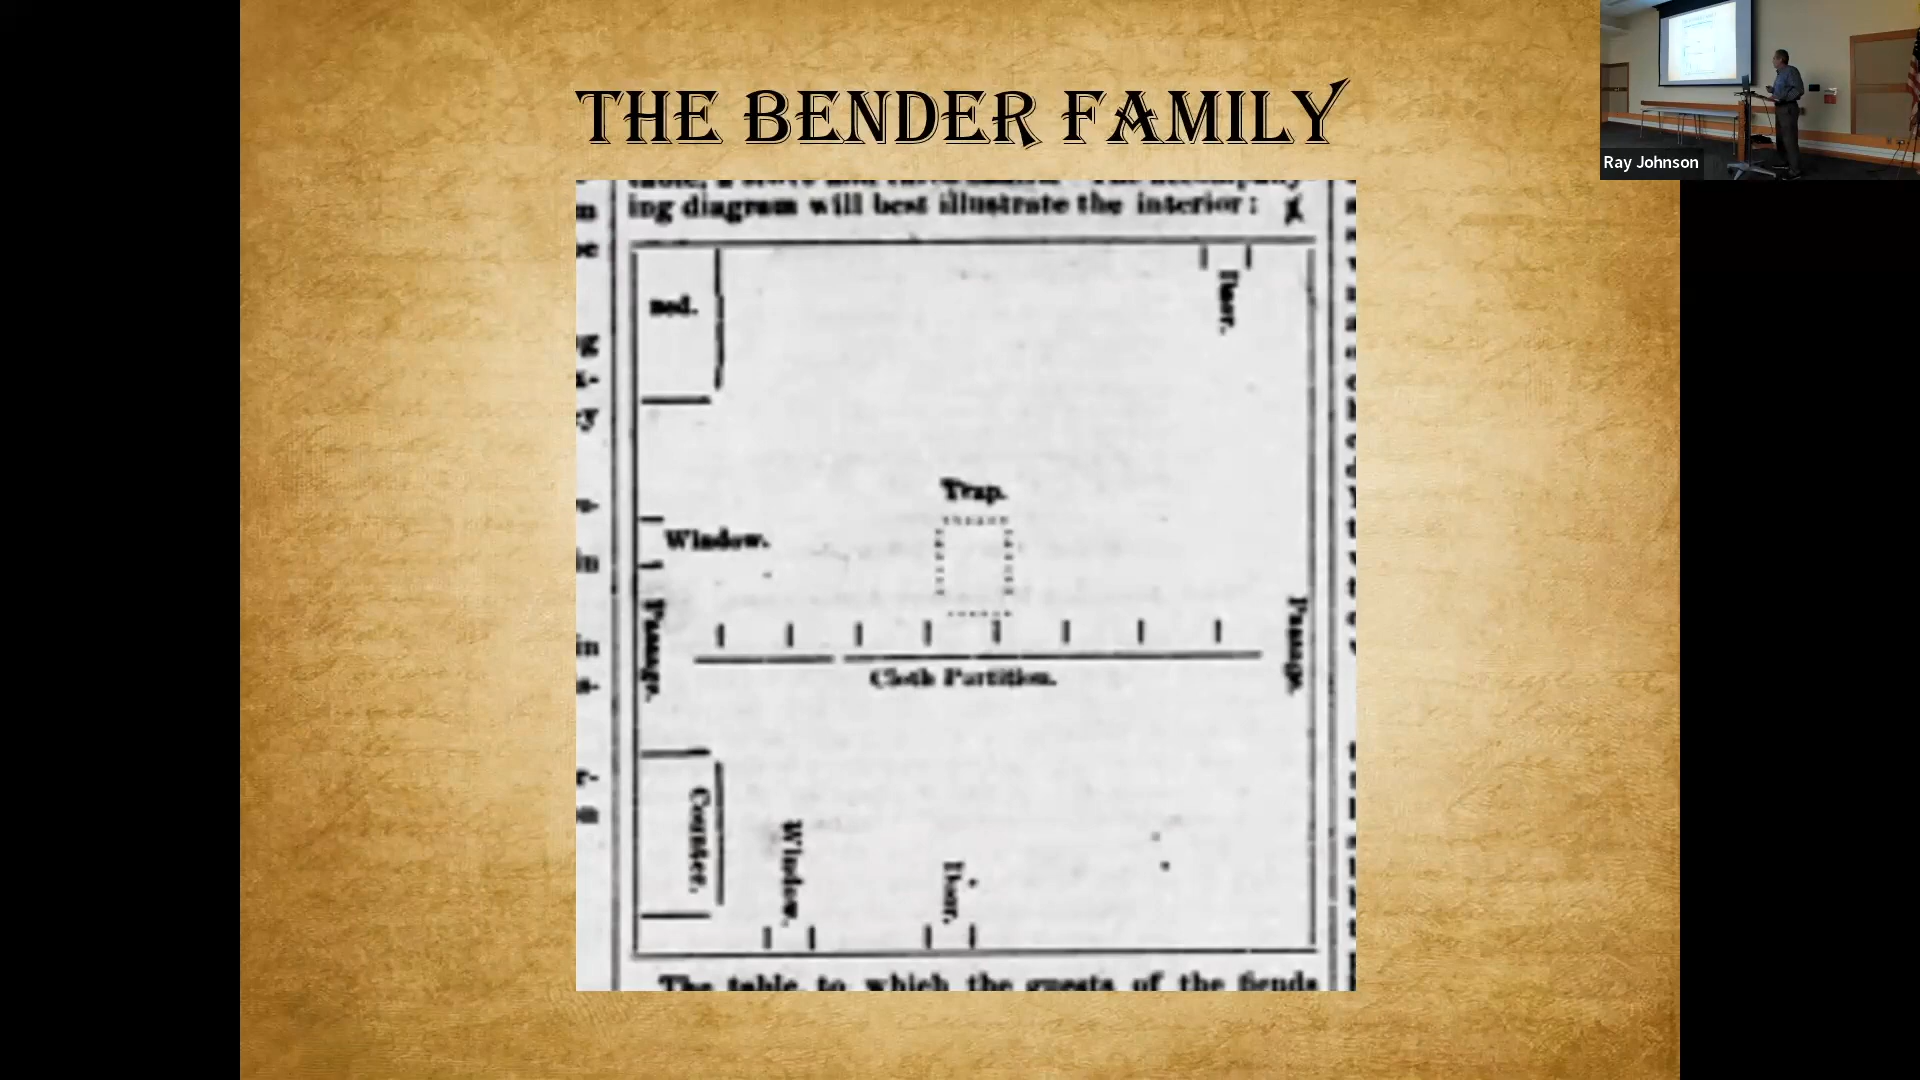 THE BENDER FAMILY
Ray Johnson
ing diagram will best illustrate the interior:
Bed.
Door.
Trap.
Window.
Passage.
Passage.
Cloth Partition.
Counter.
Window.
Door.
The table to which the guests of the fiends